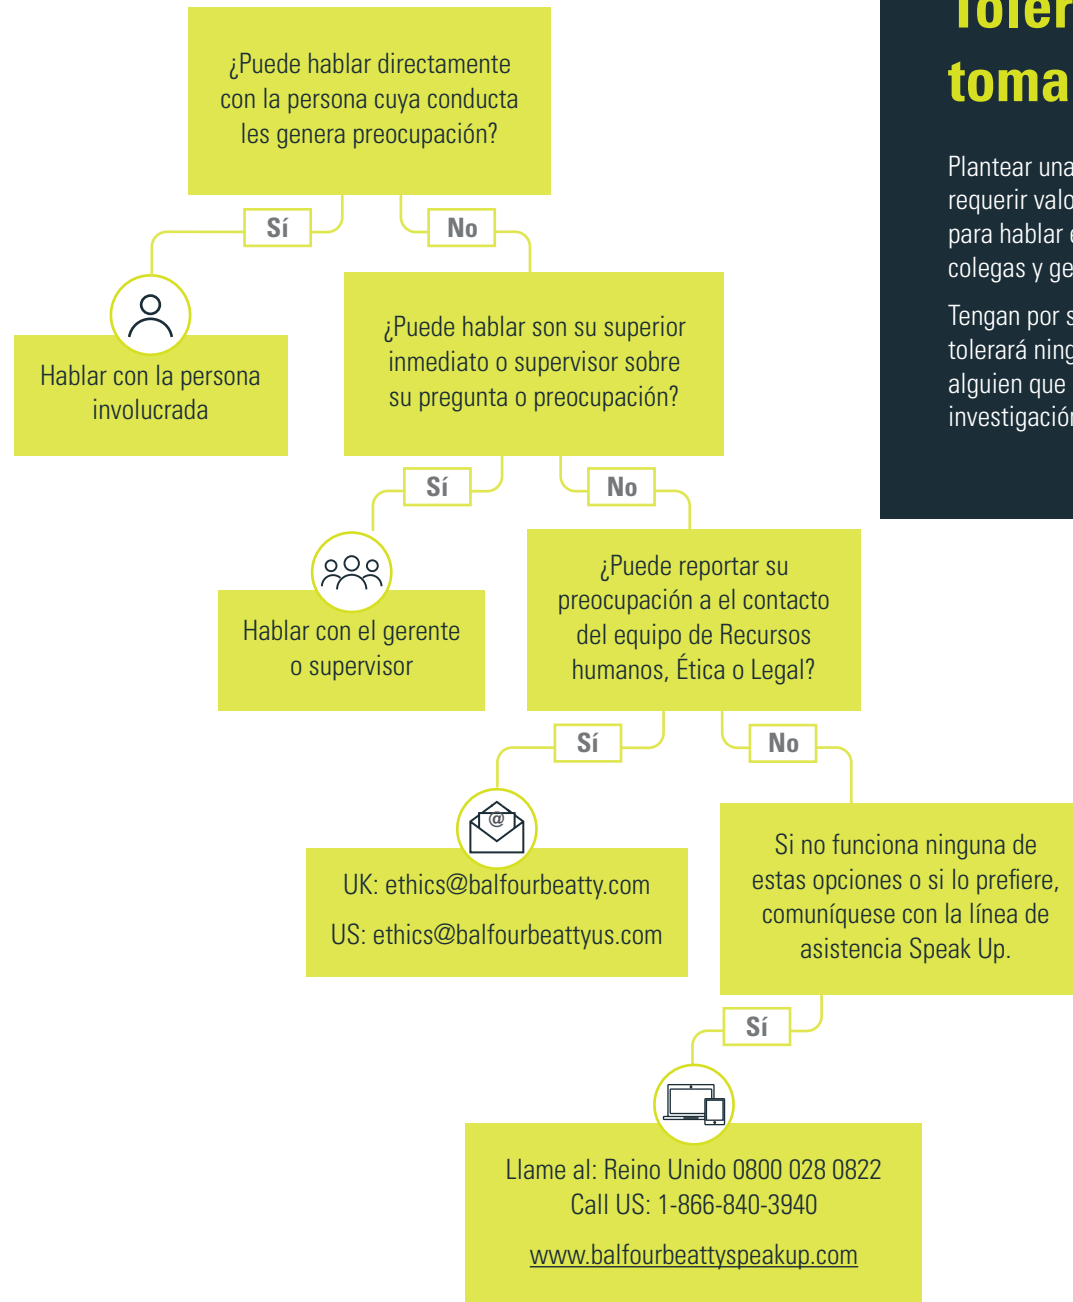 ¿Puede hablar directamente
con la persona cuya conducta
les genera preocupación?
Sí
No
Hablar con la persona
involucrada
¿Puede hablar son su superior
inmediato o supervisor sobre
su pregunta o preocupación?
Sí
No
Hablar con el gerente
o supervisor
¿Puede reportar su
preocupación a el contacto
del equipo de Recursos
humanos, Ética o Legal?
Sí
No
@
UK: ethics@balfourbeatty.com
US: ethics@balfourbeattyus.com
Si no funciona ninguna de
estas opciones o si lo prefiere,
comuníquese con la línea de
asistencia Speak Up.
Sí
Llame al: Reino Unido 0800 028 0822
Call US: 1-866-840-3940
www.balfourbeattyspeakup.com
toma
Plantear una
requerir
para hablar
colegas y
Tengan por
tolerará
alguien que